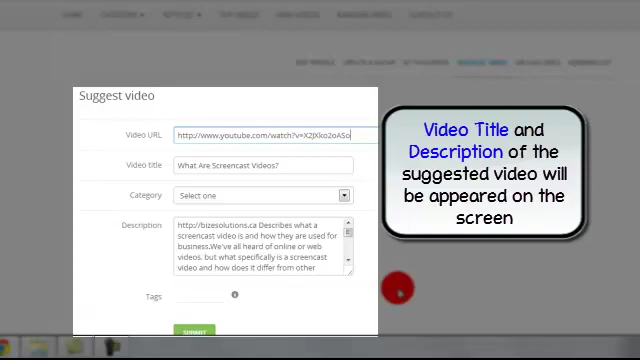 Suggest video
Video URL
http://www.youtube.com/watch?v=X2JXko2oASo
Video title
What Are Screencast Videos?
Category
Select one
Description
http://bizesolutions.ca Describes what a
screencast video is and how they are used for
business.We've all heard of online or web
videos, but what specifically is a screencast
video and how does it differ from other
Tags
SUBMIT
Video Title and
Description of the
suggested video will
be appeared on the
screen